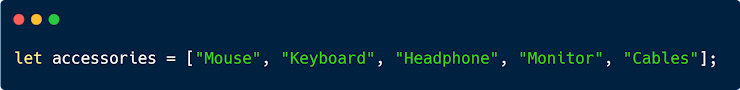 let accessories = ["Mouse", "Keyboard", "Headphone", "Monitor", "Cables"];